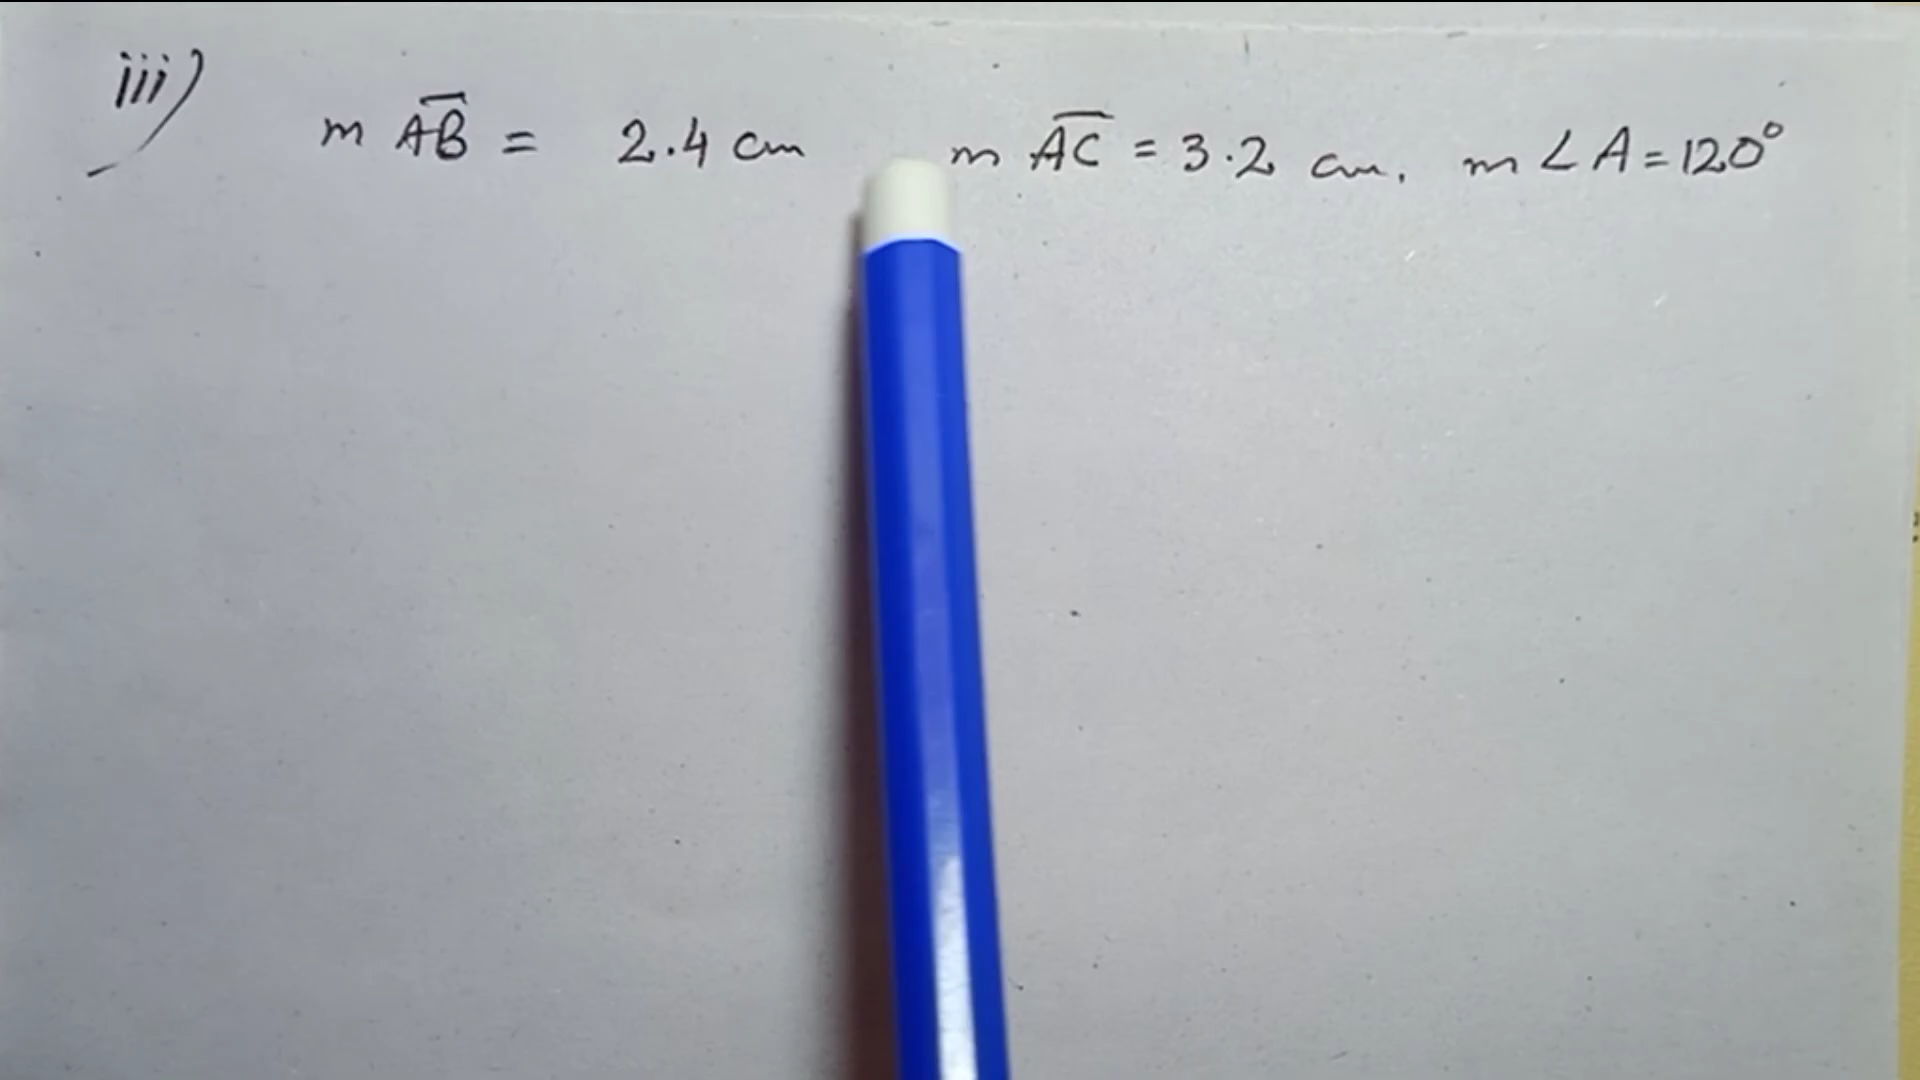 iii) m AB = 2.4 cm m AC = 3.2 cm. m ∠A = 120°